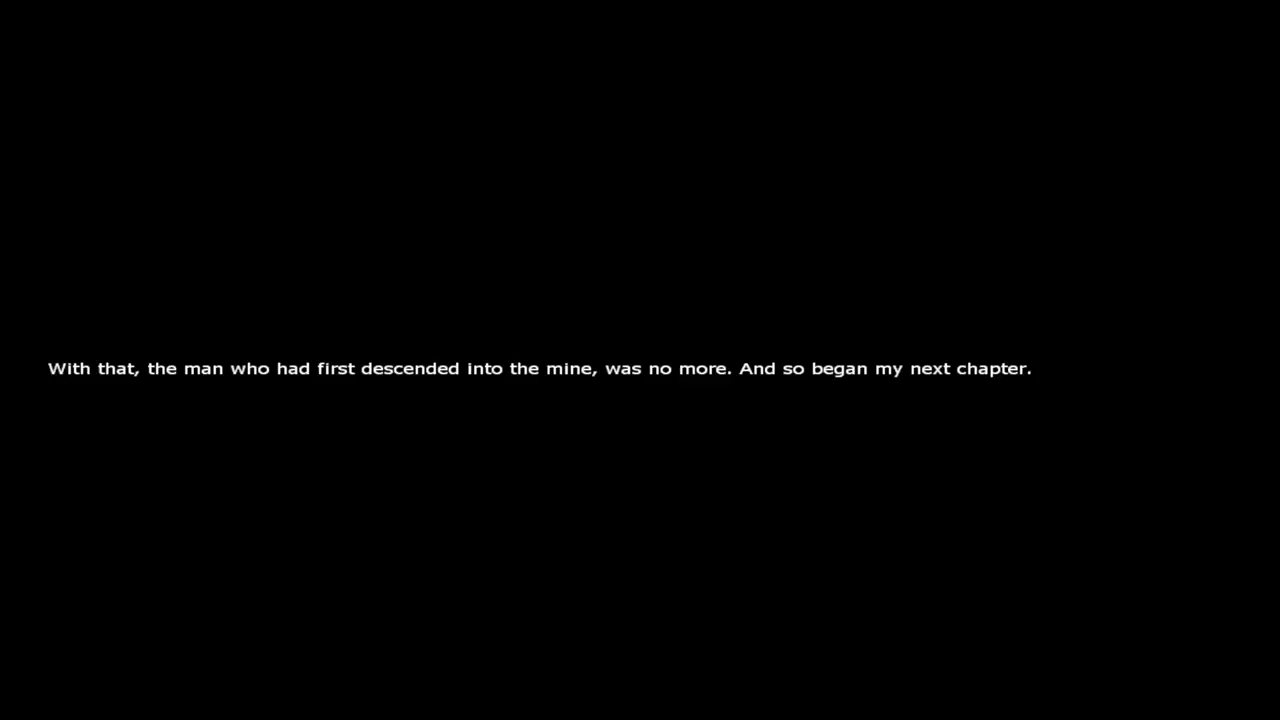 With that, the man who had first descended into the mine, was no more. And so began my next chapter.